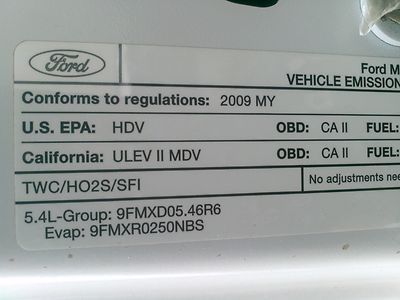 Ford
Ford M
VEHICLE EMISSION
Conforms to regulations: 2009 MY
U.S. EPA: HDV OBD: CA II FUEL:
California: ULEV II MDV OBD: CA II FUEL:
TWC/HO2S/SFI
No adjustments nee
5.4L-Group: 9FMXD05.46R6
Evap: 9FMXR0250NBS